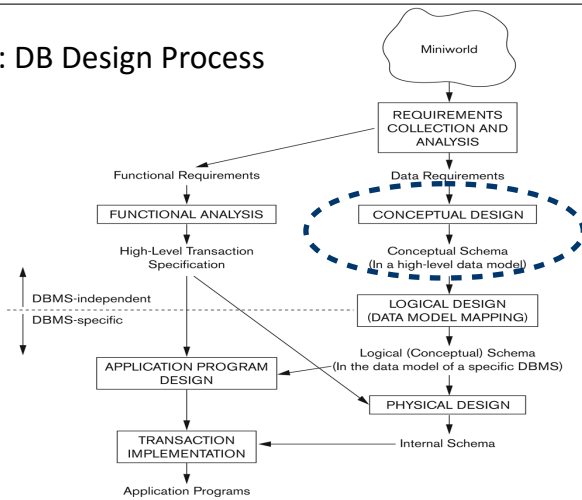 : DB Design Process
Miniworld
REQUIREMENTS
COLLECTION AND
ANALYSIS
Functional Requirements
Data Requirements
FUNCTIONAL ANALYSIS
CONCEPTUAL DESIGN
High-Level Transaction
Specification
Conceptual Schema
(In a high-level data model)
DBMS-independent
DBMS-specific
LOGICAL DESIGN
(DATA MODEL MAPPING)
Logical (Conceptual) Schema
(In the data model of a specific DBMS)
APPLICATION PROGRAM
DESIGN
PHYSICAL DESIGN
TRANSACTION
IMPLEMENTATION
Internal Schema
Application Programs